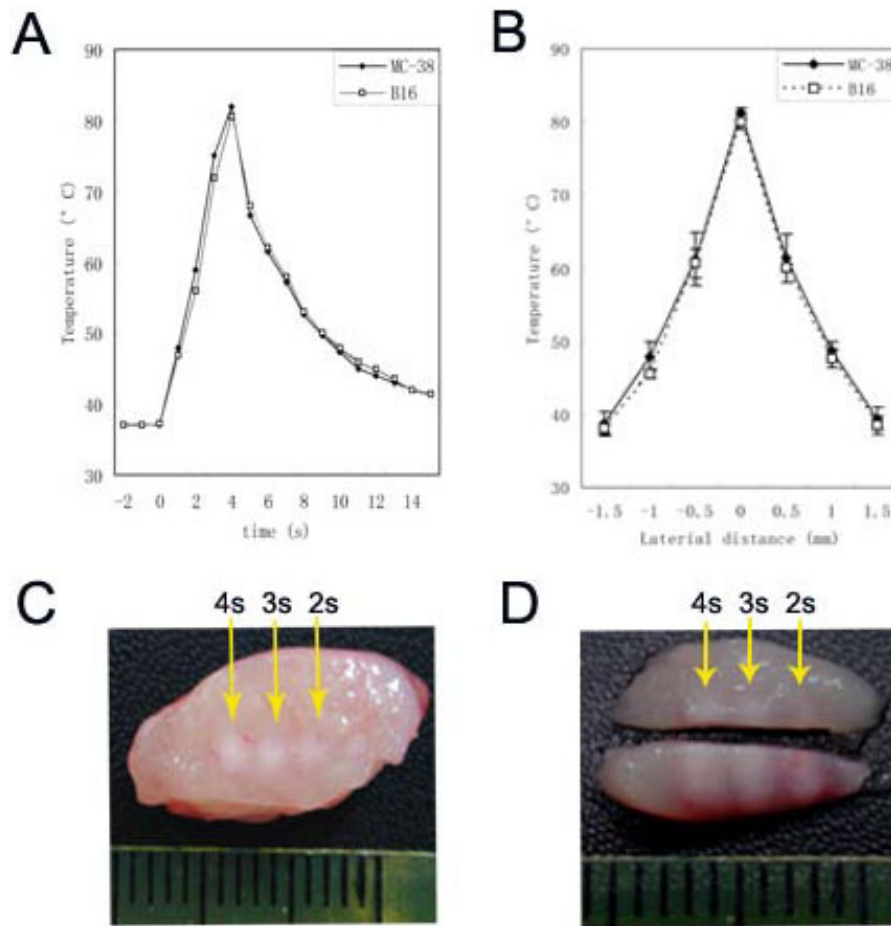 A
90
80
70
60
50
40
30
Temperature (° C)
-2 0 2 4 6 8 10 12 14
time (s)
MC-38
B16
B
90
80
70
60
50
40
30
Temperature (° C)
-1.5 -1 -0.5 0 0.5 1 1.5
Laterial distance (mm)
MC-38
B16
C
4s 3s 2s
D
4s 3s 2s